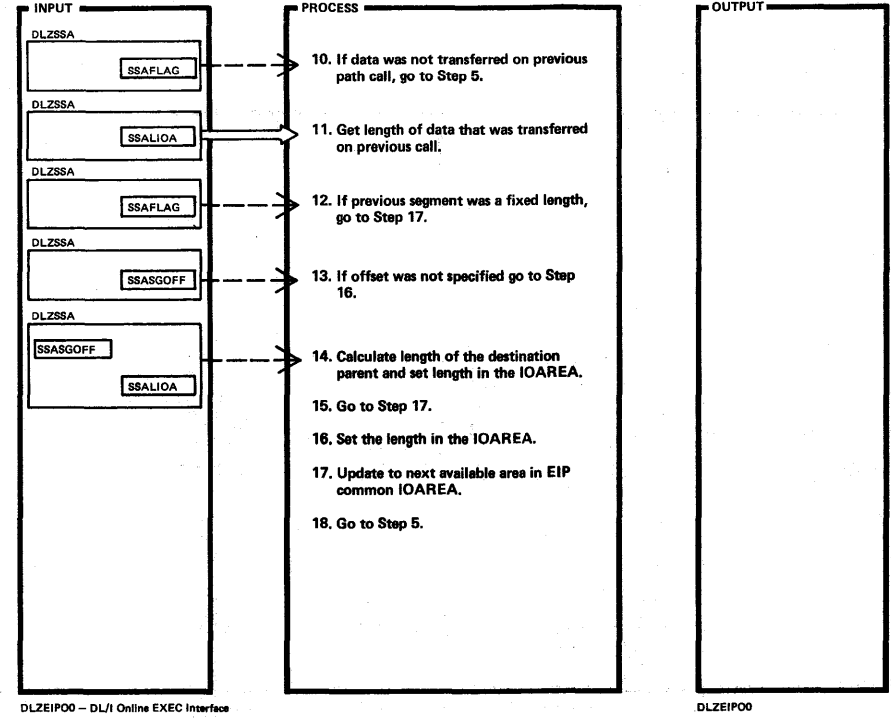 INPUT
PROCESS
OUTPUT
DLZSSA
SSAFLAG
10. If data was not transferred on previous
path call, go to Step 5.
DLZSSA
SSALIOA
11. Get length of data that was transferred
on previous call.
DLZSSA
SSAFLAG
12. If previous segment was a fixed length,
go to Step 17.
DLZSSA
SSASGOFF
13. If offset was not specified go to Step
16.
DLZSSA
SSASGOFF
SSALIOA
14. Calculate length of the destination
parent and set length in the IOAREA.
15. Go to Step 17.
16. Set the length in the IOAREA.
17. Update to next available area in EIP
common IOAREA.
18. Go to Step 5.
DLZEIPO0 – DL/I Online EXEC Interface
DLZEIPO0